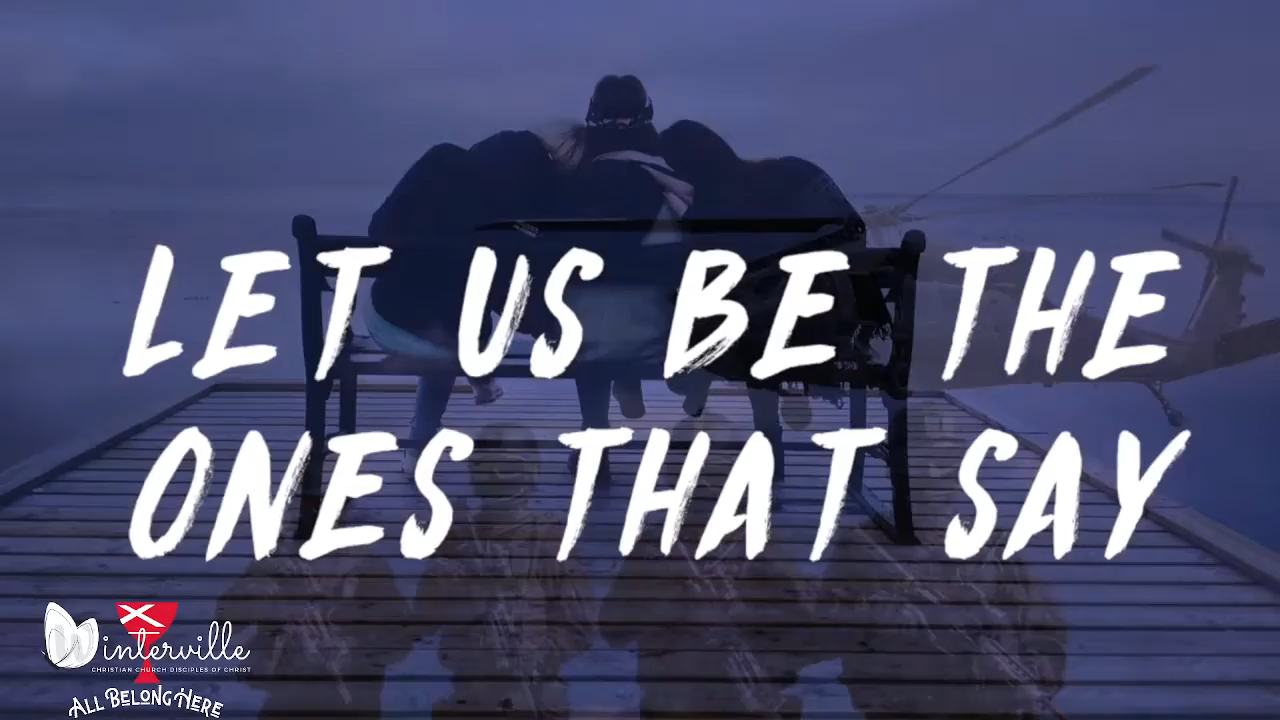 LET US BE THE
ONES THAT SAY
Winterville
CHRISTIAN CHURCH DISCIPLES OF CHRIST
ALL BELONG HERE